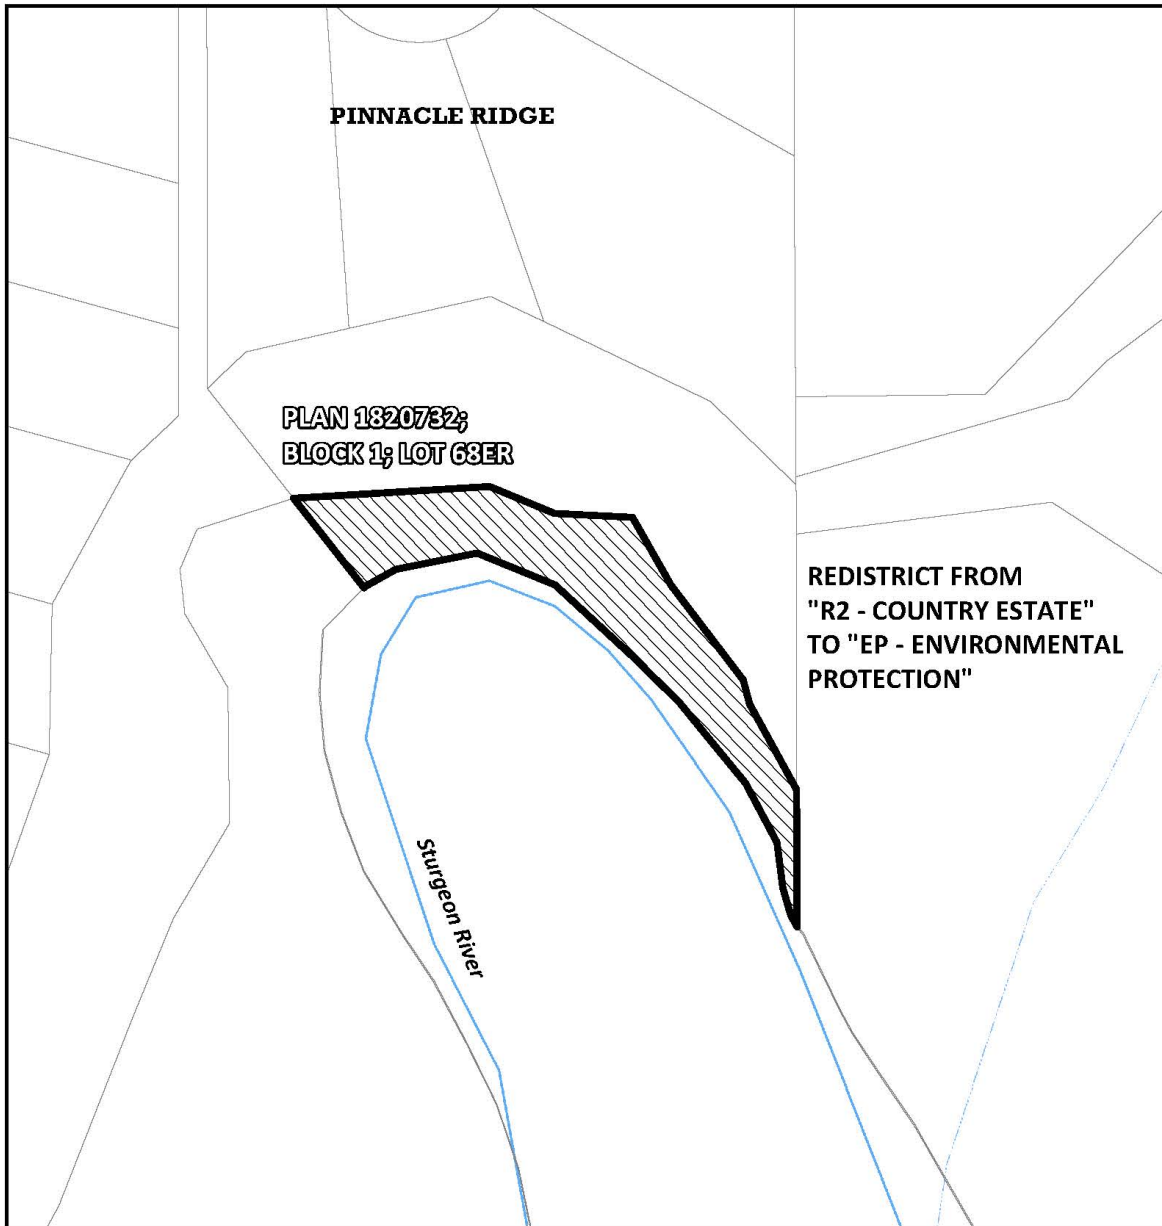 PINNACLE RIDGE
PLAN 1820732;
BLOCK 1; LOT 68ER
REDISTRICT FROM
"R2 - COUNTRY ESTATE"
TO "EP - ENVIRONMENTAL
PROTECTION"
Sturgeon River